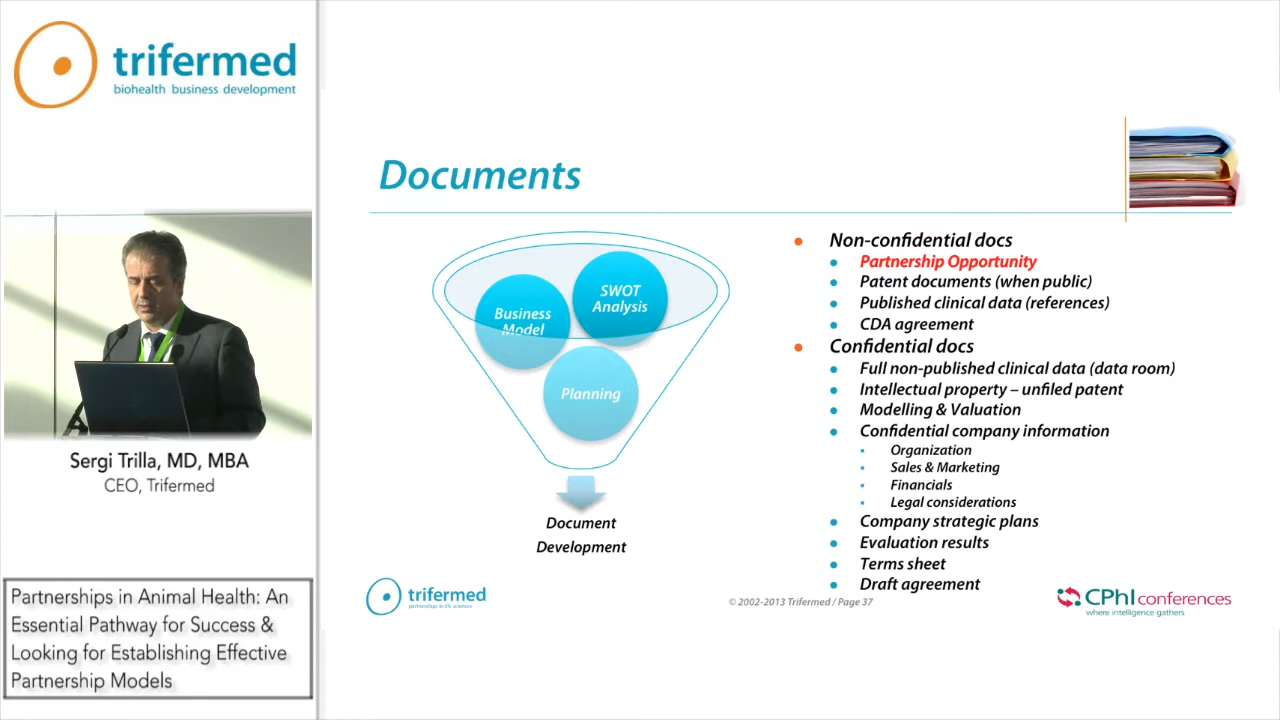 trifermed
biohealth business development
Sergi Trilla, MD, MBA
CEO, Trifermed
Partnerships in Animal Health: An
Essential Pathway for Success &
Looking for Establishing Effective
Partnership Models
Documents
Business
Model
SWOT
Analysis
Planning
Document
Development
Non-confidential docs
Partnership Opportunity
Patent documents (when public)
Published clinical data (references)
CDA agreement
Confidential docs
Full non-published clinical data (data room)
Intellectual property – unfiled patent
Modelling & Valuation
Confidential company information
Organization
Sales & Marketing
Financials
Legal considerations
Company strategic plans
Evaluation results
Terms sheet
Draft agreement
trifermed
partnerships in life sciences
© 2002-2013 Trifermed / Page 37
CPhI conferences
where intelligence gathers